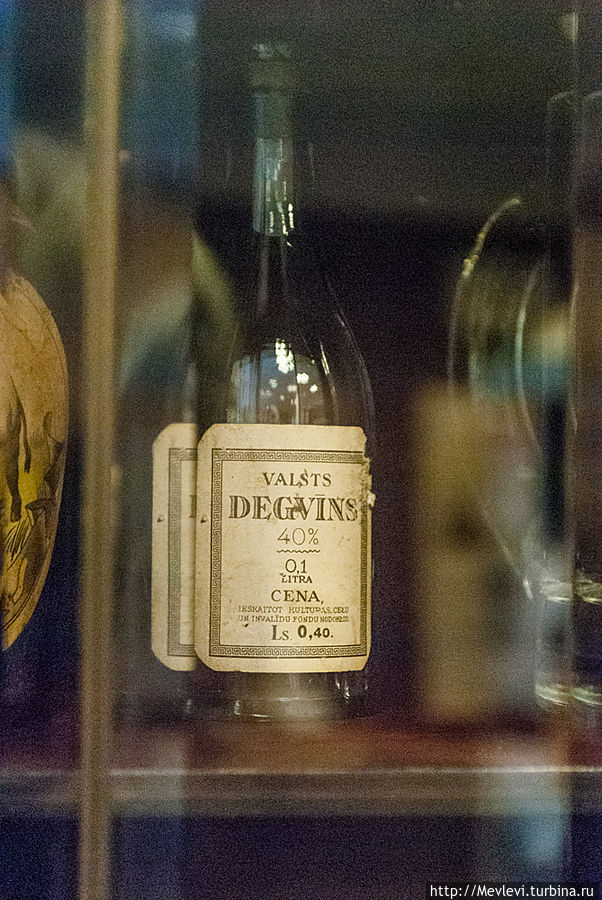 VALSTS
DEGVĪNS
40%
0,1
LITRA
CENA,
IESKAITOT KULTURAS, CEĻU
UN INVALĪDU FONDU NODOKĻUS
Ls. 0,40.
http://Mevlevi.turbina.ru